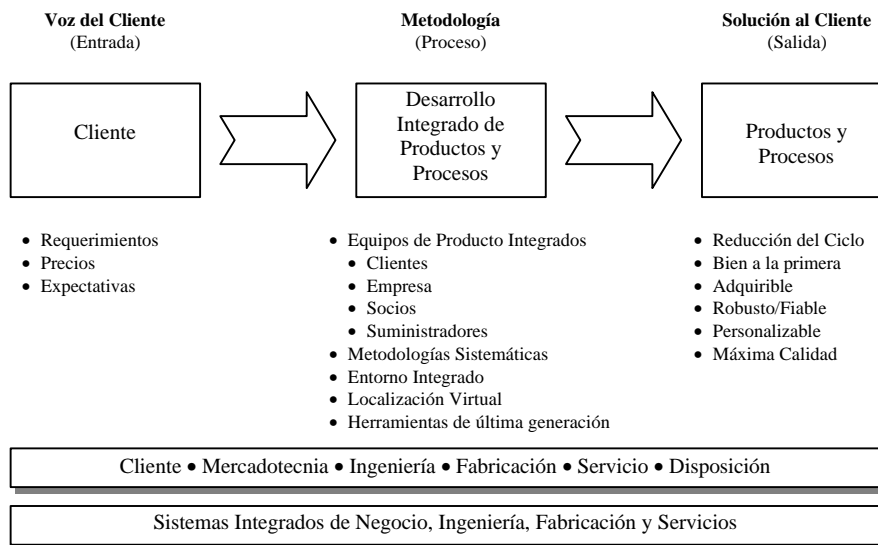 Voz del Cliente
(Entrada)
Metodología
(Proceso)
Solución al Cliente
(Salida)
Cliente
Desarrollo
Integrado de
Productos y
Procesos
Productos y
Procesos
• Requerimientos
• Precios
• Expectativas
• Equipos de Producto Integrados
• Clientes
• Empresa
• Socios
• Suministradores
• Metodologías Sistemáticas
• Entorno Integrado
• Localización Virtual
• Herramientas de última generación
• Reducción del Ciclo
• Bien a la primera
• Adquirible
• Robusto/Fiable
• Personalizable
• Máxima Calidad
Cliente • Mercadotecnia • Ingeniería • Fabricación • Servicio • Disposición
Sistemas Integrados de Negocio, Ingeniería, Fabricación y Servicios